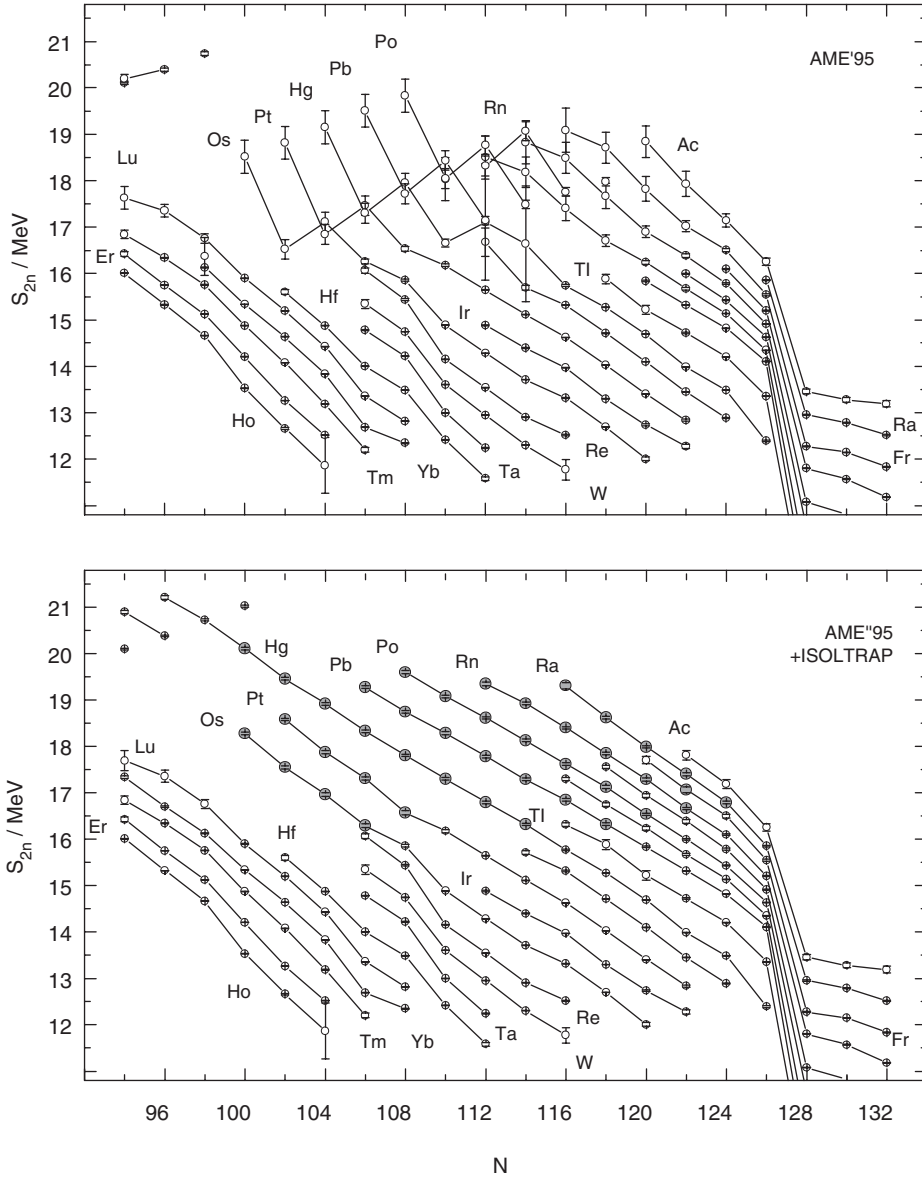 AME'95
S2n / MeV
21
20
19
18
17
16
15
14
13
12
Po
Pb
Hg
Pt
Os
Rn
Ac
Lu
Er
Hf
Tl
Ir
Ho
Tm
Yb
Ta
Re
W
Ra
Fr
AME"95
+ISOLTRAP
S2n / MeV
21
20
19
18
17
16
15
14
13
12
Hg
Pb
Po
Rn
Ra
Pt
Os
Ac
Lu
Er
Hf
Tl
Ir
Ho
Tm
Yb
Ta
Re
W
Fr
96 100 104 108 112 116 120 124 128 132
N